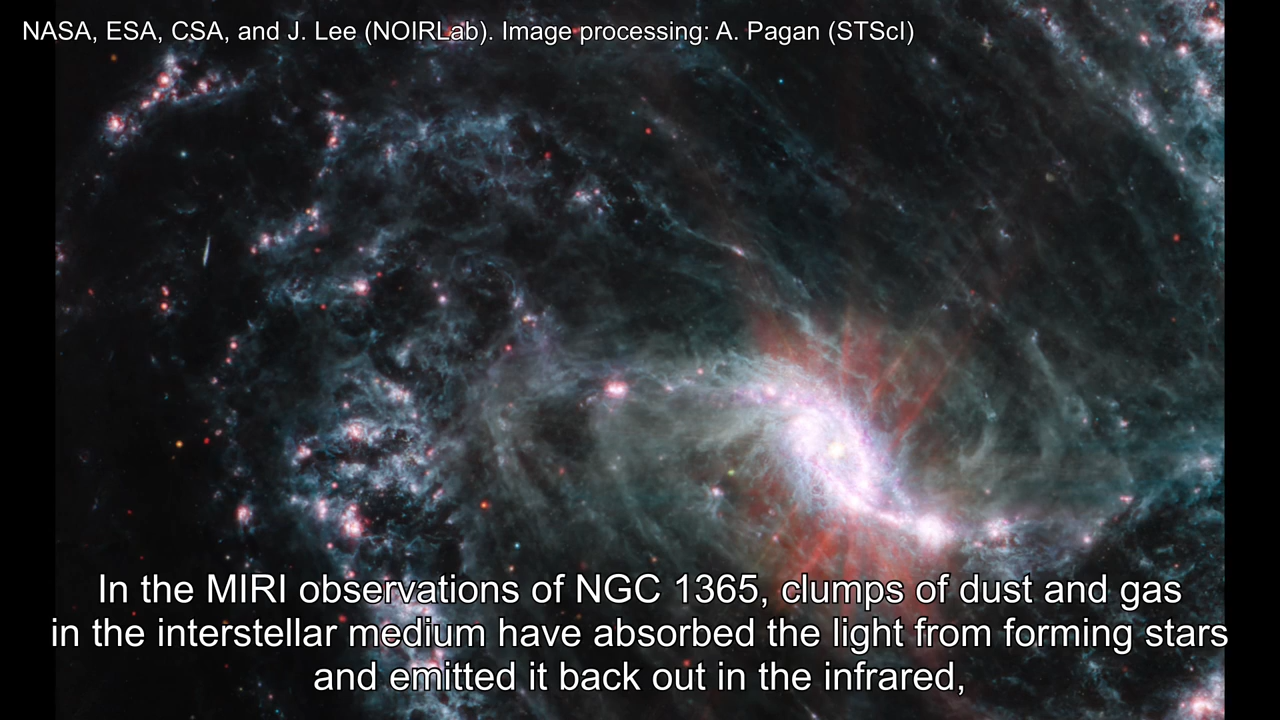 NASA, ESA, CSA, and J. Lee (NOIRLab). Image processing: A. Pagan (STScI)
In the MIRI observations of NGC 1365, clumps of dust and gas
in the interstellar medium have absorbed the light from forming stars
and emitted it back out in the infrared,